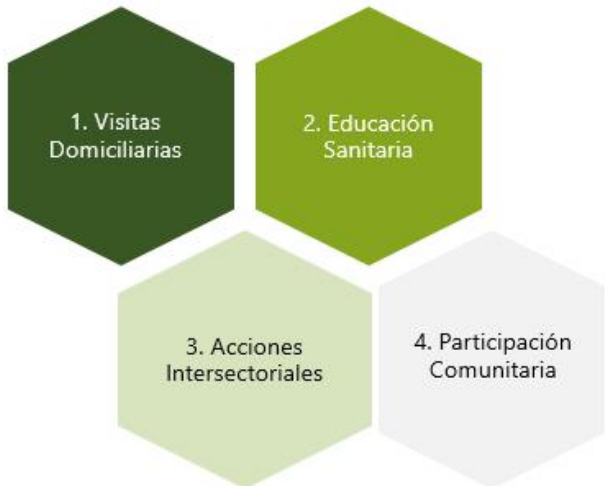 1. Visitas
Domiciliarias
2. Educación
Sanitaria
3. Acciones
Intersectoriales
4. Participación
Comunitaria